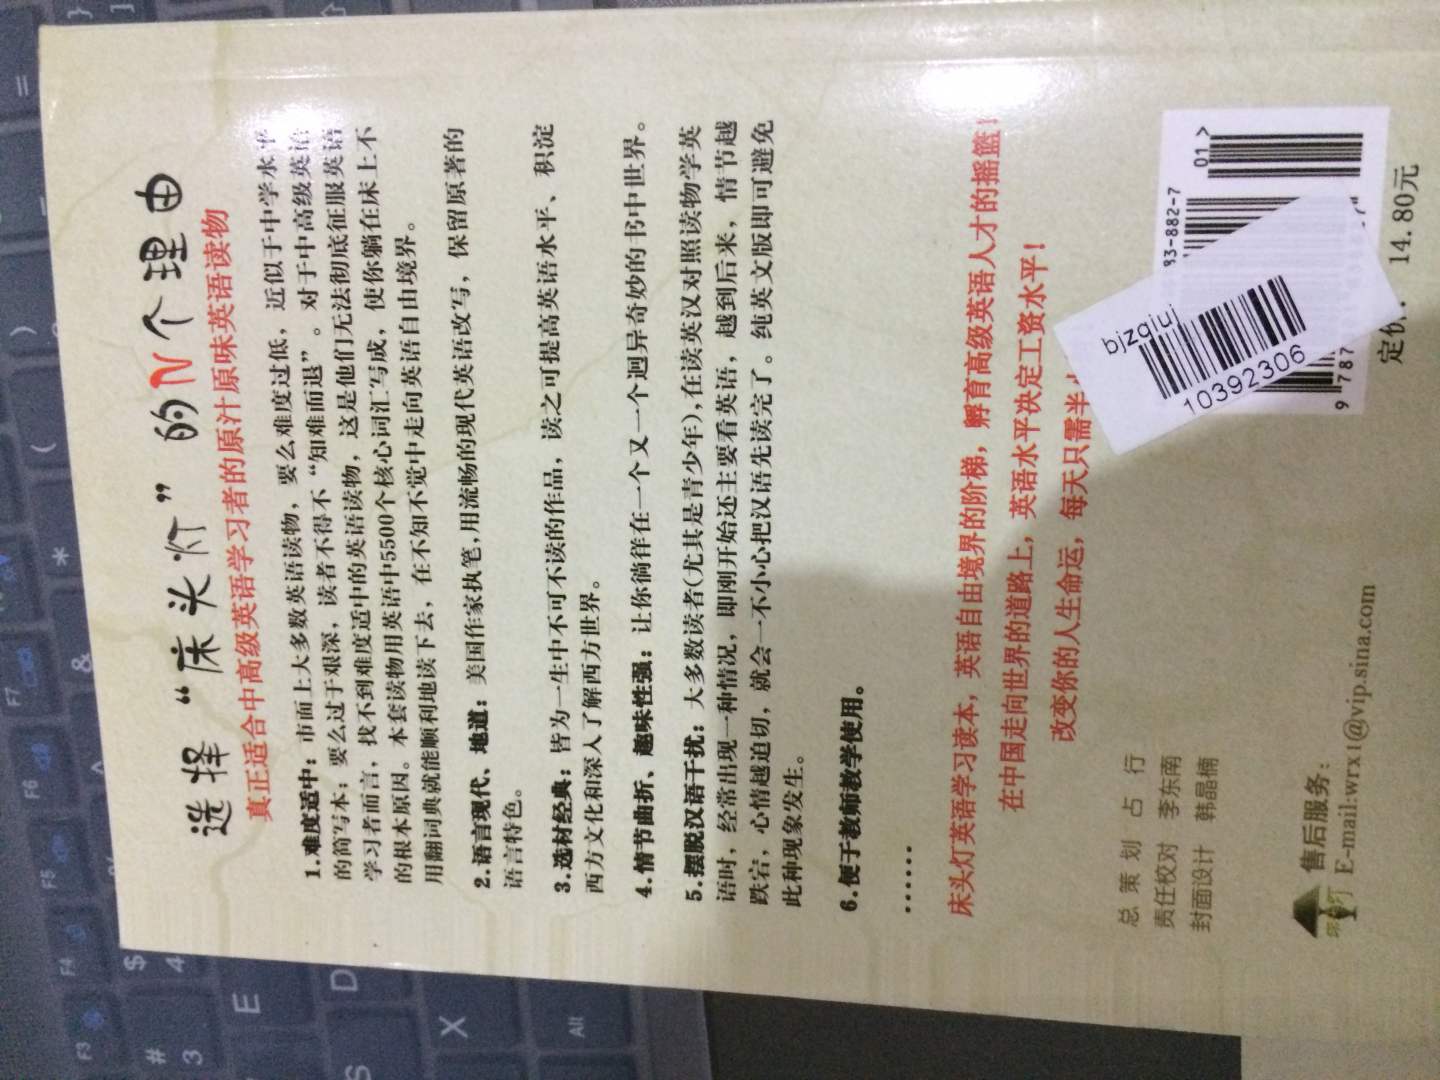 选择“床头灯”的N个理由
真正适合中高级英语学习者的原汁原味英语读物
1.难度适中：市面上大多数英语读物，要么难度过低，近似于中学水平
的简写本；要么过于艰深，读者不得不“知难而退”。对于中高级英语
学习者而言，找不到难度适中的英语读物，这是他们无法彻底征服英语
的根本原因。本套读物用英语中5500个核心词汇写成，使你躺在床上不
用翻词典就能顺利地读下去，在不知不觉中走向英语自由境界。
2.语言现代、地道：美国作家执笔，用流畅的现代英语改写，保留原著的
语言特色。
3.选材经典：皆为一生中不可不读的作品，读之可提高英语水平、积淀
西方文化和深入了解西方世界。
4.情节曲折、趣味性强：让你徜徉在一个又一个迥异奇妙的书中世界。
5.摆脱汉语干扰：大多数读者(尤其是青少年)，在读英汉对照读物学英
语时，经常出现一种情况，即刚开始还主要看英语，越到后来，情节越
跌宕，心情越迫切，就会一不小心把汉语先读完了。纯英文版即可避免
此种现象发生。
6.便于教师教学使用。
……
床头灯英语学习读本，英语自由境界的阶梯，孵育高级英语人才的摇篮！
在中国走向世界的道路上，英语水平决定工资水平！
改变你的人生命运，每天只需半
总 策 划 占 行
责任校对 李东南
封面设计 韩晶楠
售后服务：
E-mail:wrx1@vip.sina.com
83-882-7
01>
9 787
bjzqiuj
10392306
定价：14.80元
F3
F4
F5
F6
F7
#
3
$
4
^
&
*
(
)
=
E
D
S
X
Alt